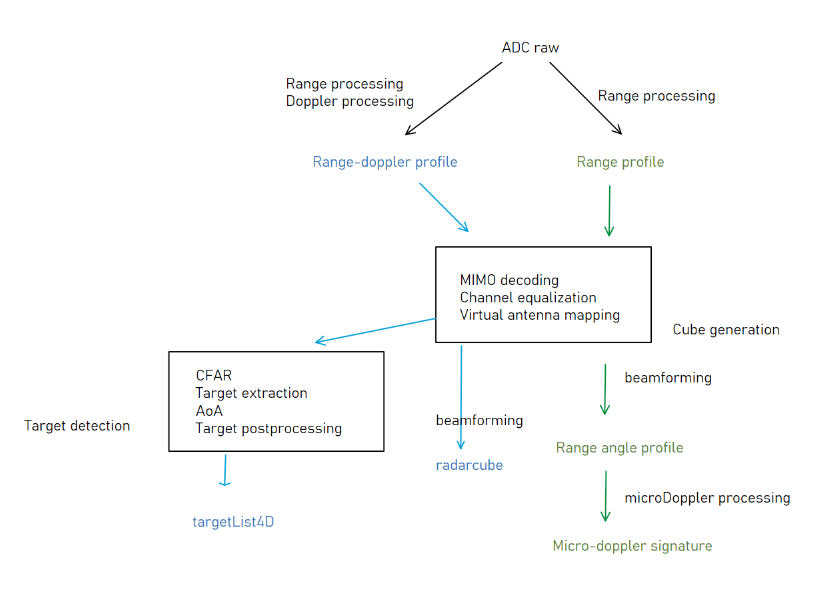 ADC raw
Range processing
Doppler processing
Range processing
Range-doppler profile
Range profile
MIMO decoding
Channel equalization
Virtual antenna mapping
Cube generation
CFAR
Target extraction
AoA
Target postprocessing
Target detection
beamforming
beamforming
radarcube
Range angle profile
microDoppler processing
targetList4D
Micro-doppler signature